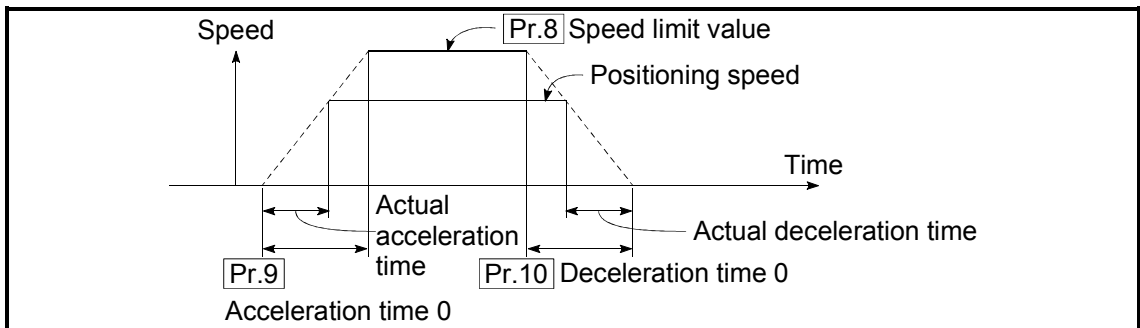 Speed
Pr.8 Speed limit value
Positioning speed
Time
Actual
acceleration
time
Actual deceleration time
Pr.9
Acceleration time 0
Pr.10 Deceleration time 0